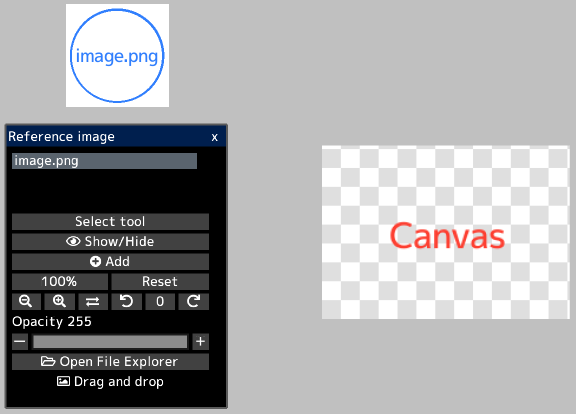 image.png
Reference image x
image.png
Select tool
Show/Hide
Add
100% Reset
0
Opacity 255
Open File Explorer
Drag and drop
Canvas